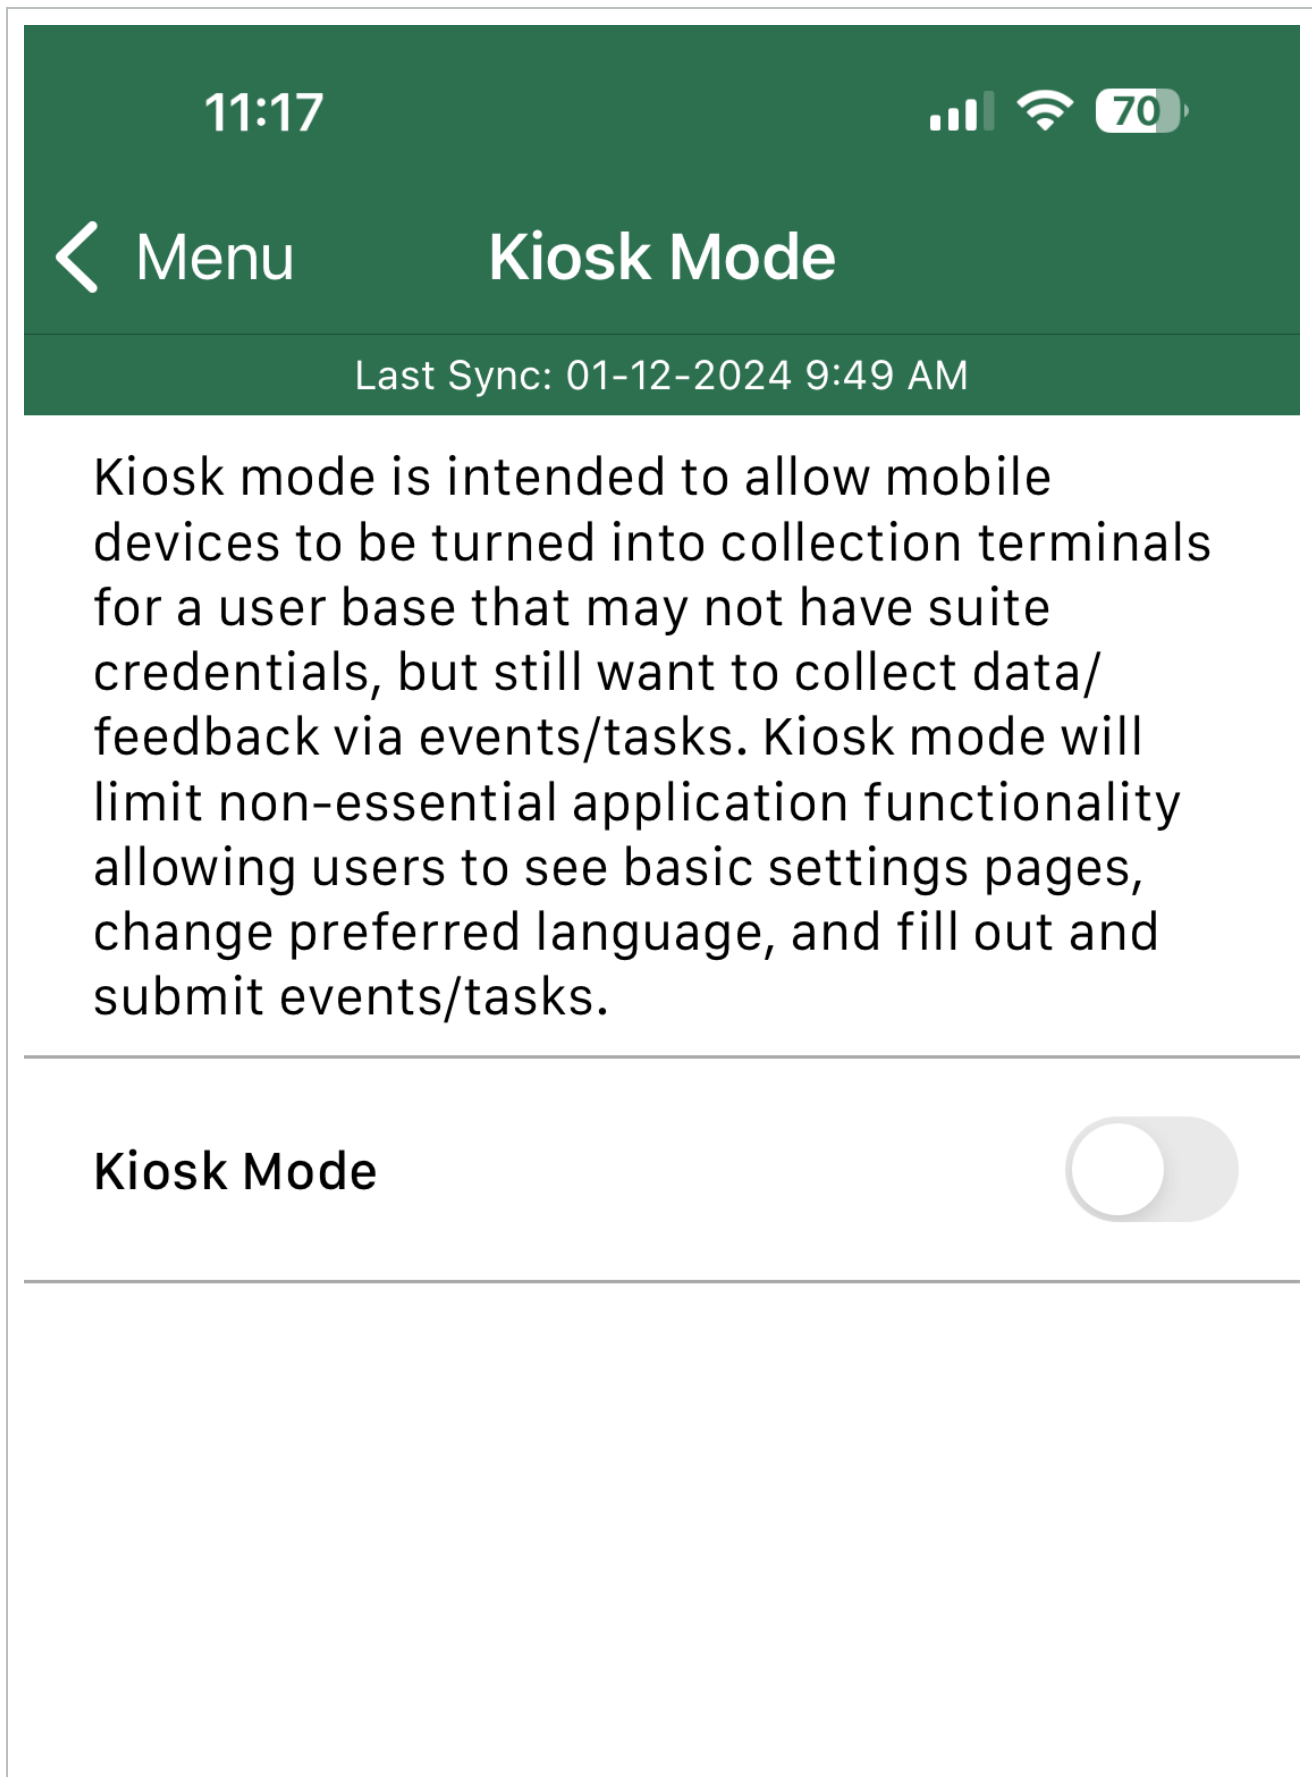 11:17
70
Menu
Kiosk Mode
Last Sync: 01-12-2024 9:49 AM
Kiosk mode is intended to allow mobile
devices to be turned into collection terminals
for a user base that may not have suite
credentials, but still want to collect data/
feedback via events/tasks. Kiosk mode will
limit non-essential application functionality
allowing users to see basic settings pages,
change preferred language, and fill out and
submit events/tasks.
Kiosk Mode